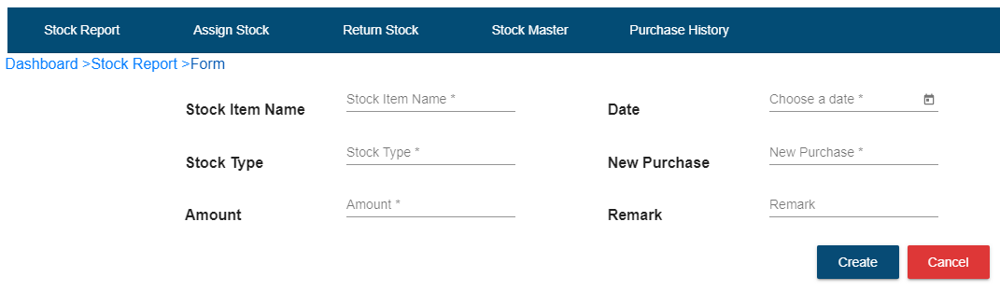 Stock Report Assign Stock Return Stock Stock Master Purchase History
Dashboard >Stock Report >Form
Stock Item Name Stock Item Name * Date Choose a date *
Stock Type Stock Type * New Purchase New Purchase *
Amount Amount * Remark Remark
Create Cancel